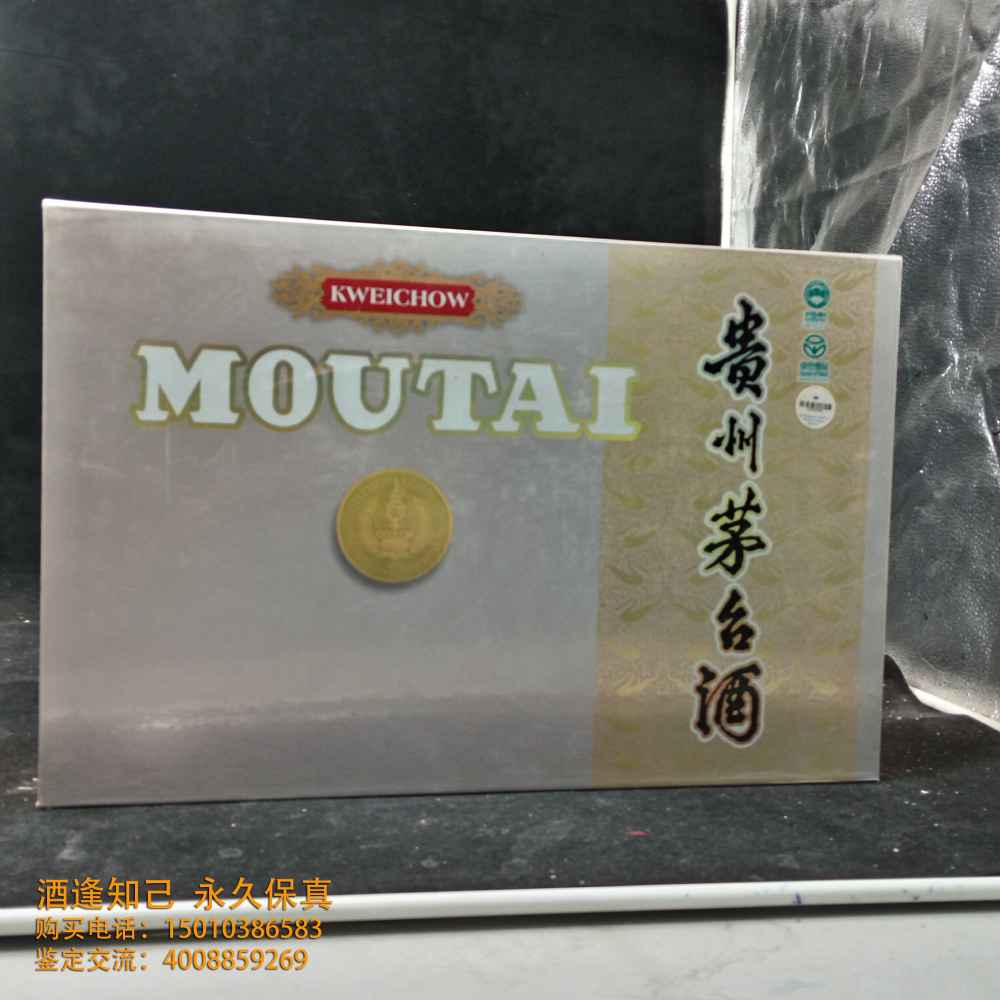 KWEICHOW
MOUTAI
貴州茅台酒
酒逢知己 永久保真
购买电话：15010386583
鉴定交流：4008859269